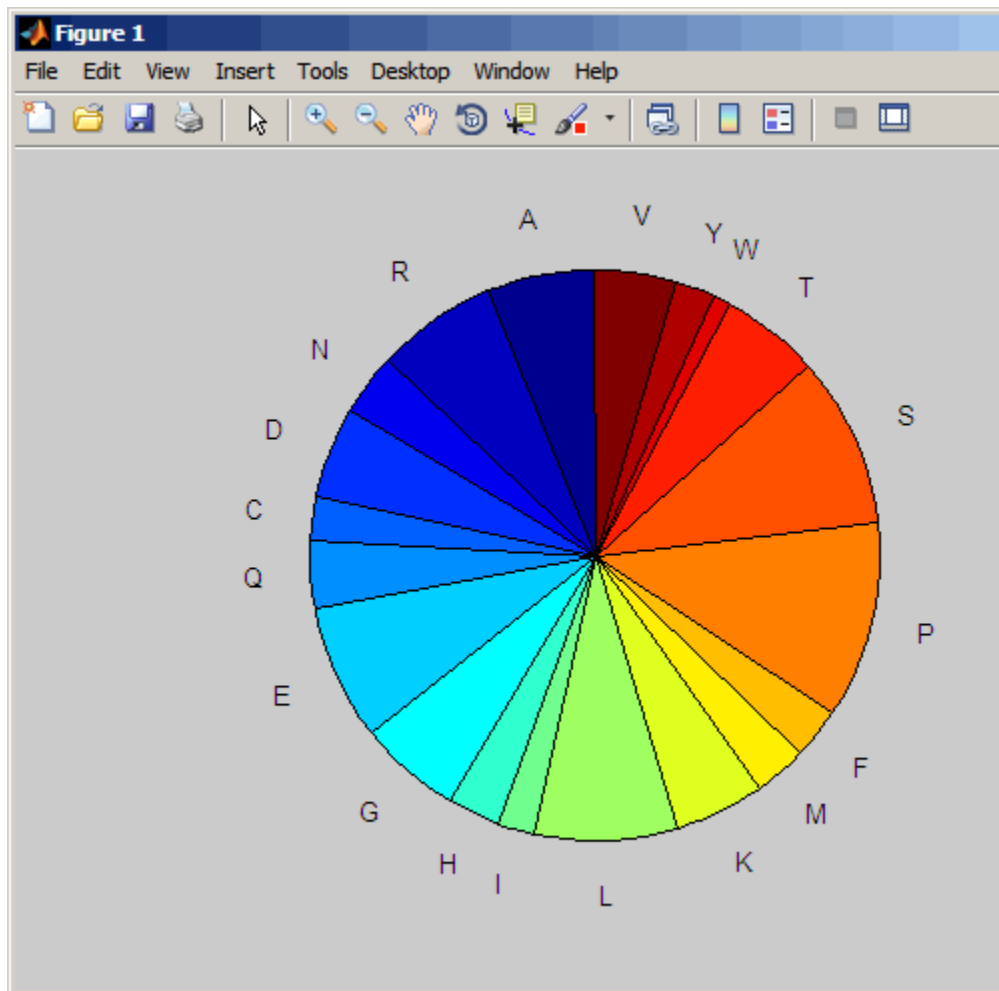 Figure 1
File Edit View Insert Tools Desktop Window Help
A V Y W
R T
N
D S
C
Q
E P
G F
H M
I K
L